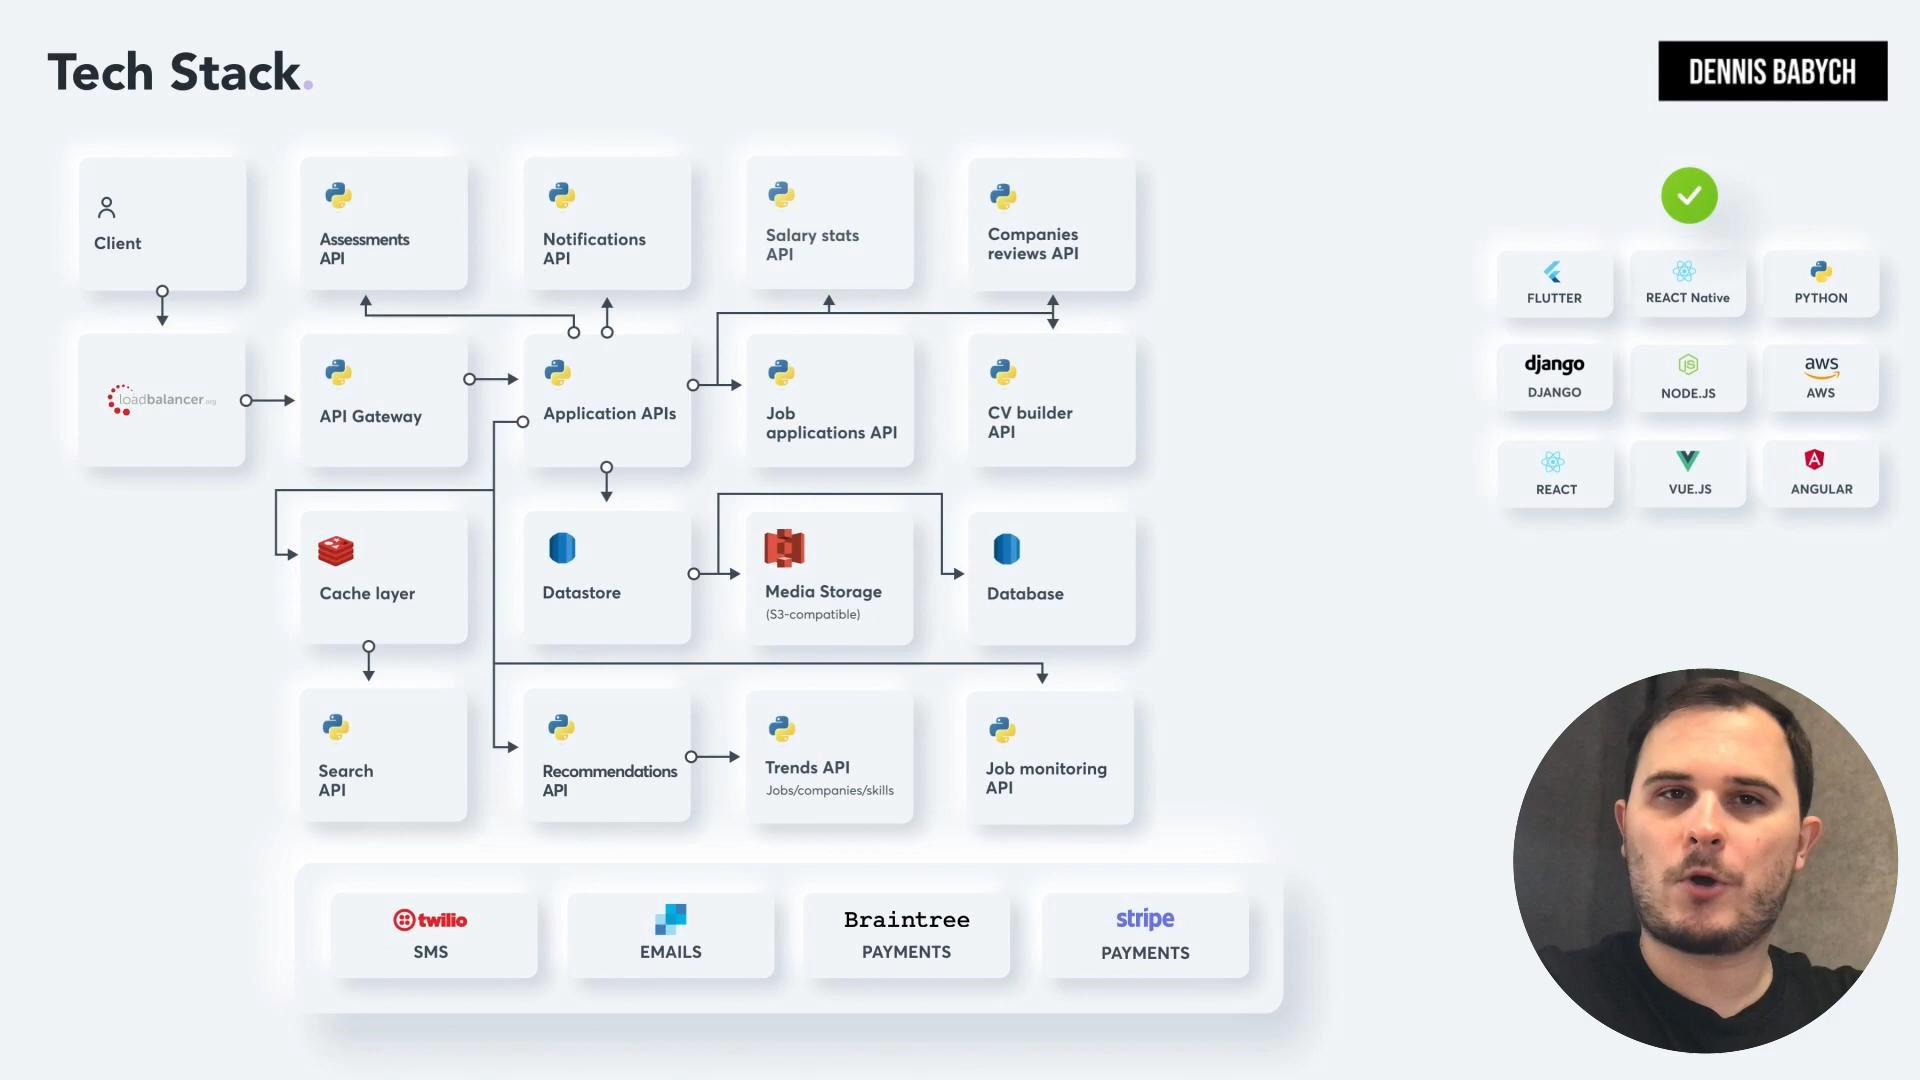 Tech Stack.
DENNIS BABYCH
Client
Assessments
API
Notifications
API
Salary stats
API
Companies
reviews API
loadbalancer.org
API Gateway
Application APIs
Job
applications API
CV builder
API
Cache layer
Datastore
Media Storage
(S3-compatible)
Database
Search
API
Recommendations
API
Trends API
Jobs/companies/skills
Job monitoring
API
twilio
SMS
EMAILS
Braintree
PAYMENTS
stripe
PAYMENTS
FLUTTER
REACT Native
PYTHON
django
DJANGO
JS
NODE.JS
aws
AWS
REACT
VUE.JS
A
ANGULAR